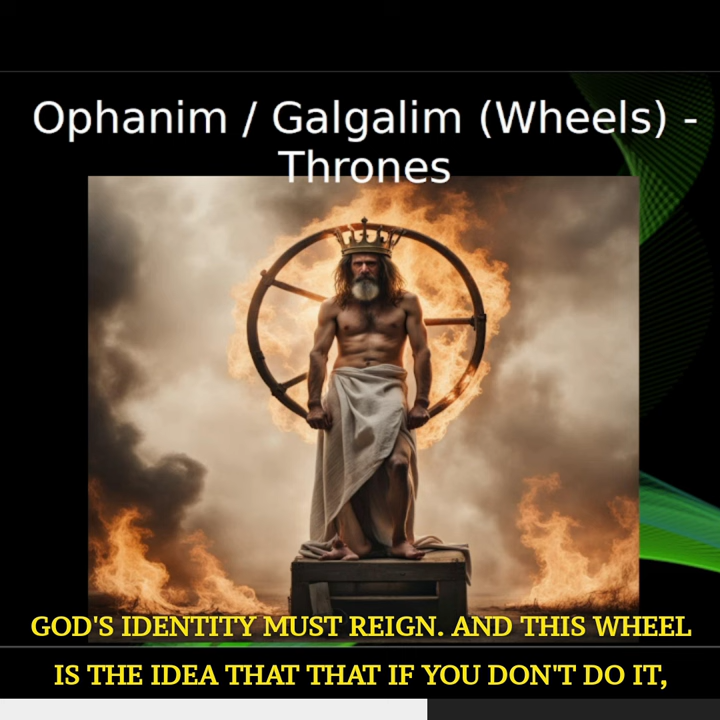 Ophanim / Galgalim (Wheels) -
Thrones
GOD'S IDENTITY MUST REIGN. AND THIS WHEEL
IS THE IDEA THAT THAT IF YOU DON'T DO IT,